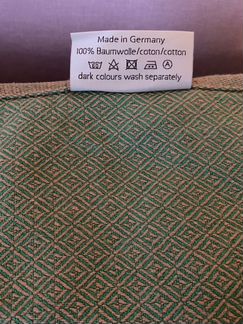 Made in Germany
100% Baumwolle/coton/cotton
dark colours wash separately